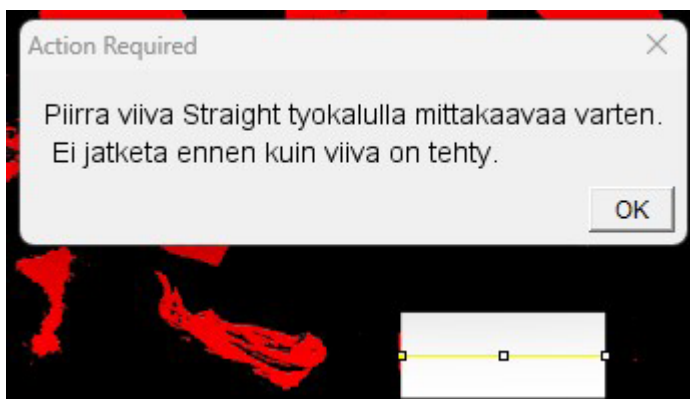 Action Required
Piirra viiva Straight tyokalulla mittakaavaa varten.
Ei jatketa ennen kuin viiva on tehty.
OK